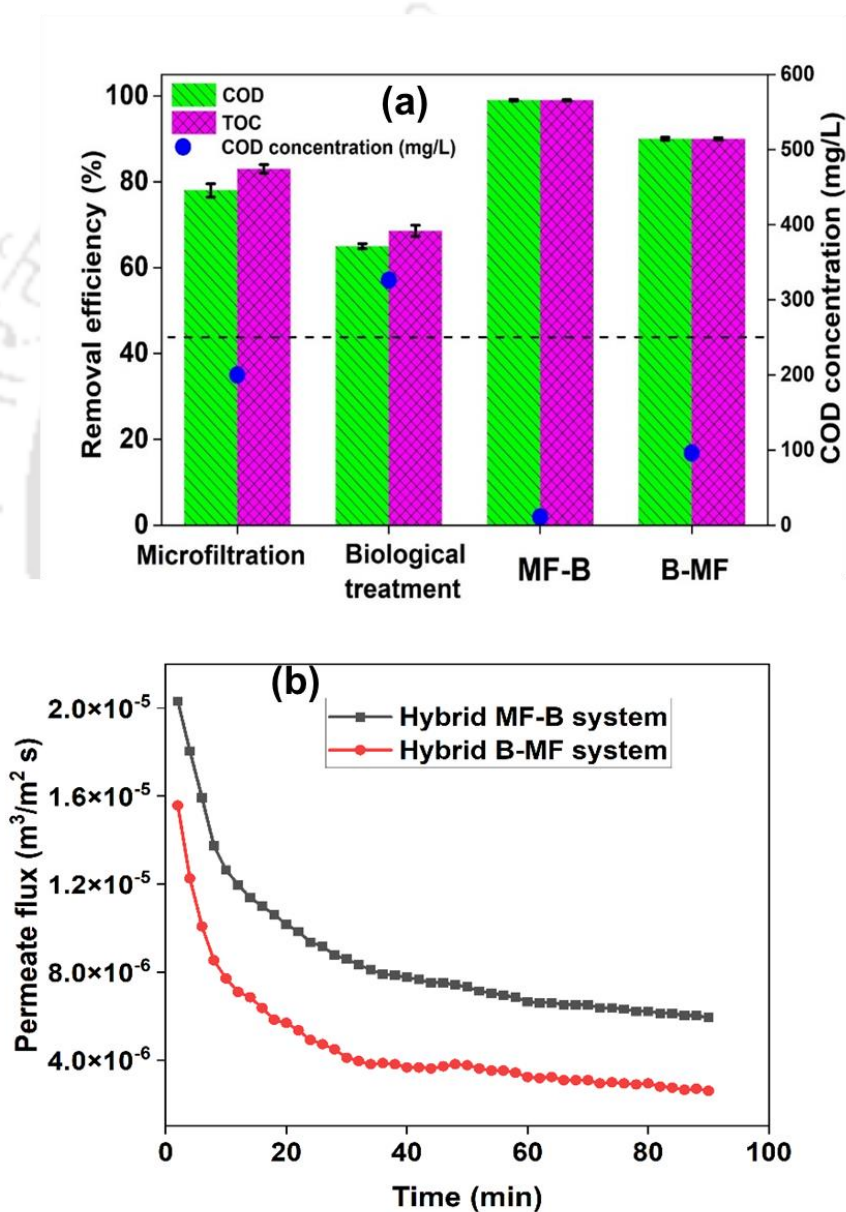 (a)
COD
TOC
COD concentration (mg/L)
Removal efficiency (%)
100
80
60
40
20
0
COD concentration (mg/L)
600
500
400
300
200
100
0
Microfiltration
Biological
treatment
MF-B
B-MF
(b)
Hybrid MF-B system
Hybrid B-MF system
Permeate flux (m³/m² s)
2.0×10⁻⁵
1.6×10⁻⁵
1.2×10⁻⁵
8.0×10⁻⁶
4.0×10⁻⁶
0
20
40
60
80
100
Time (min)